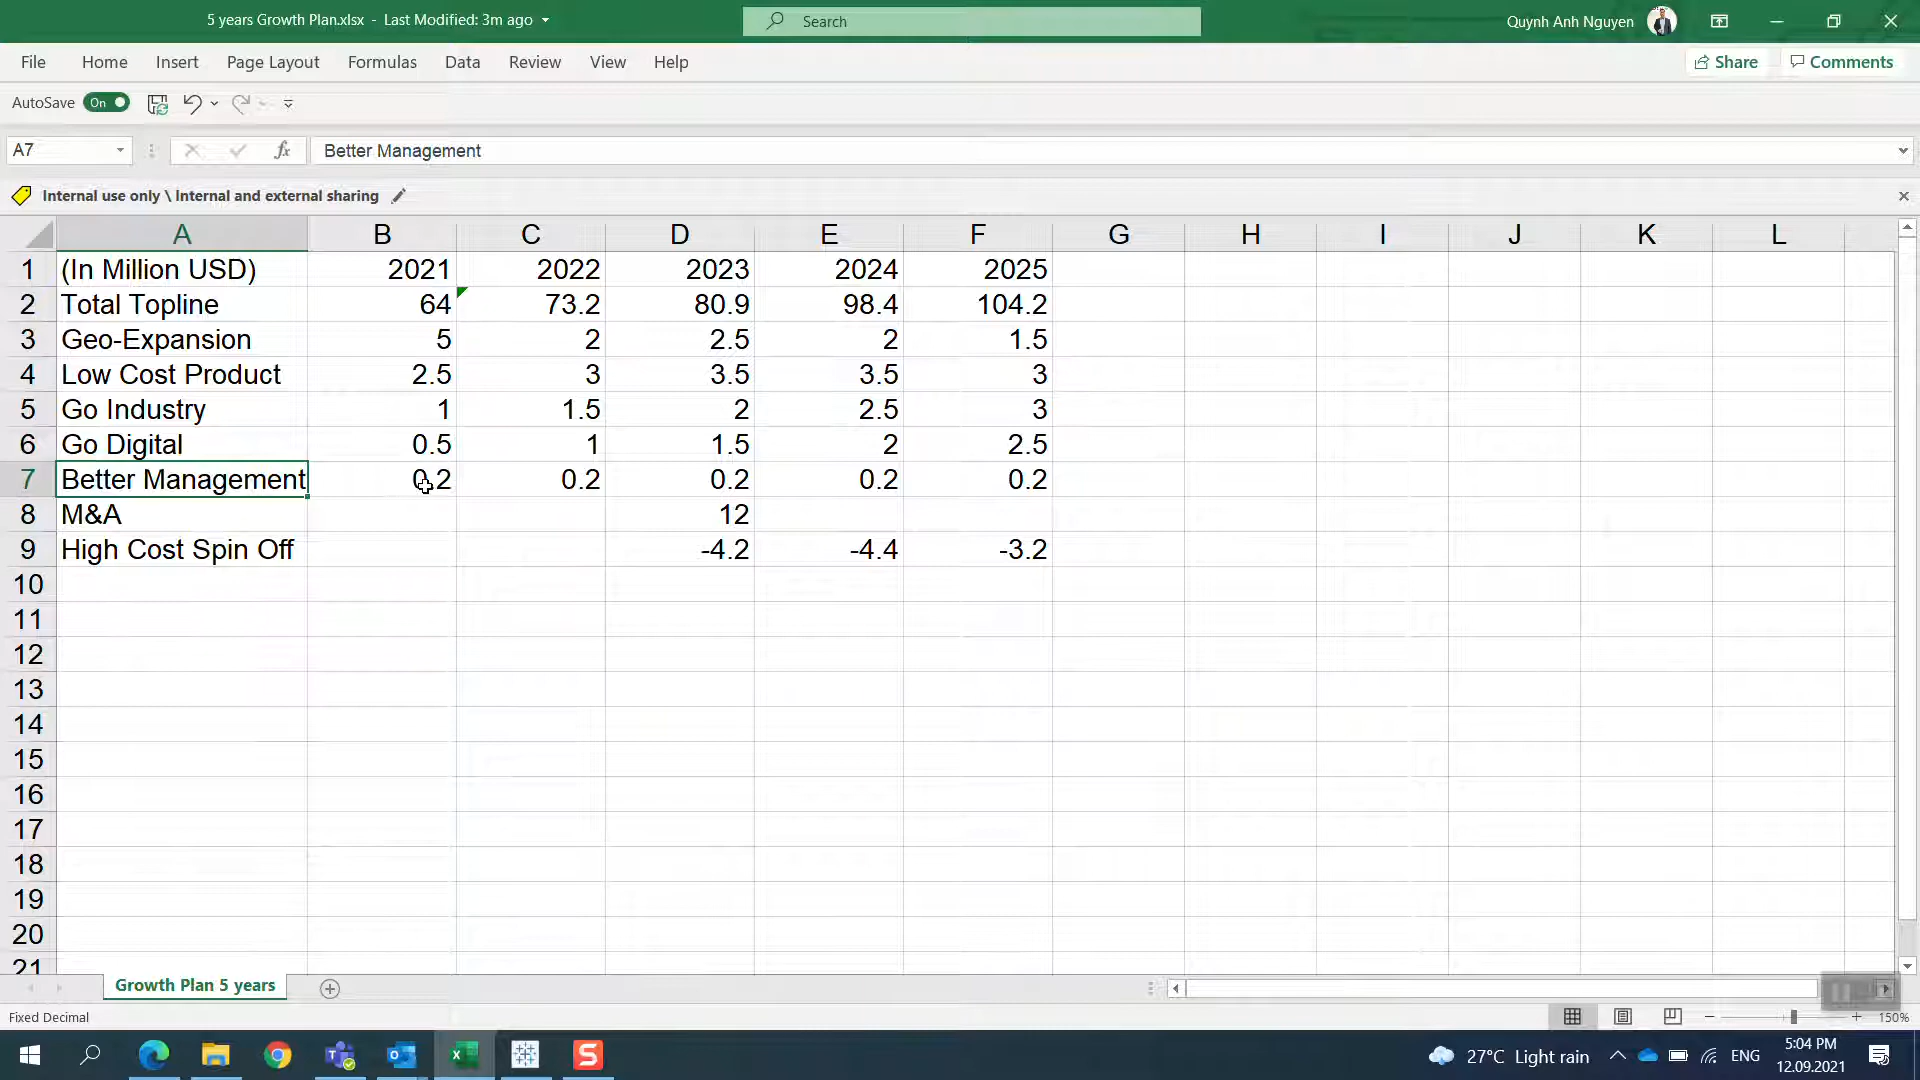 5 years Growth Plan.xlsx - Last Modified: 3m ago
Search
Quynh Anh Nguyen
File Home Insert Page Layout Formulas Data Review View Help
Share Comments
AutoSave On
A7
fx
Better Management
Internal use only \ Internal and external sharing
A B C D E F G H I J K L
1 (In Million USD) 2021 2022 2023 2024 2025
2 Total Topline 64 73.2 80.9 98.4 104.2
3 Geo-Expansion 5 2 2.5 2 1.5
4 Low Cost Product 2.5 3 3.5 3.5 3
5 Go Industry 1 1.5 2 2.5 3
6 Go Digital 0.5 1 1.5 2 2.5
7 Better Management 0.2 0.2 0.2 0.2 0.2
8 M&A 12
9 High Cost Spin Off -4.2 -4.4 -3.2
10
11
12
13
14
15
16
17
18
19
20
21
Growth Plan 5 years
Fixed Decimal
150%
27°C Light rain
ENG
5:04 PM
12.09.2021